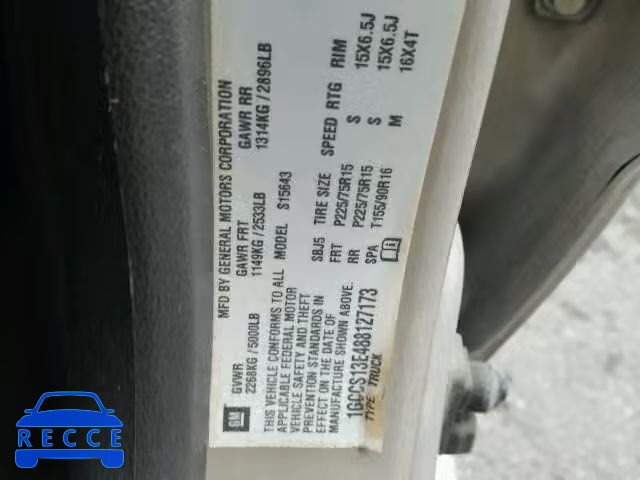 MFD BY GENERAL MOTORS CORPORATION
GVWR GAWR FRT GAWR RR
2268KG/5000LB 1149KG/2533LB 1314KG/2896LB
THIS VEHICLE CONFORMS TO ALL
APPLICABLE FEDERAL MOTOR
VEHICLE SAFETY AND THEFT
PREVENTION STANDARDS IN
EFFECT ON THE DATE OF
MANUFACTURE SHOWN ABOVE.
MODEL S15643
SBJ5 TIRE SIZE SPEED RTG RIM
FRT P225/75R15 S 15X6.5J
RR P225/75R15 S 15X6.5J
SPA T155/90R16 M 16X4T
1GCCS13E488127173
TYPE TRUCK
GM
RECCE